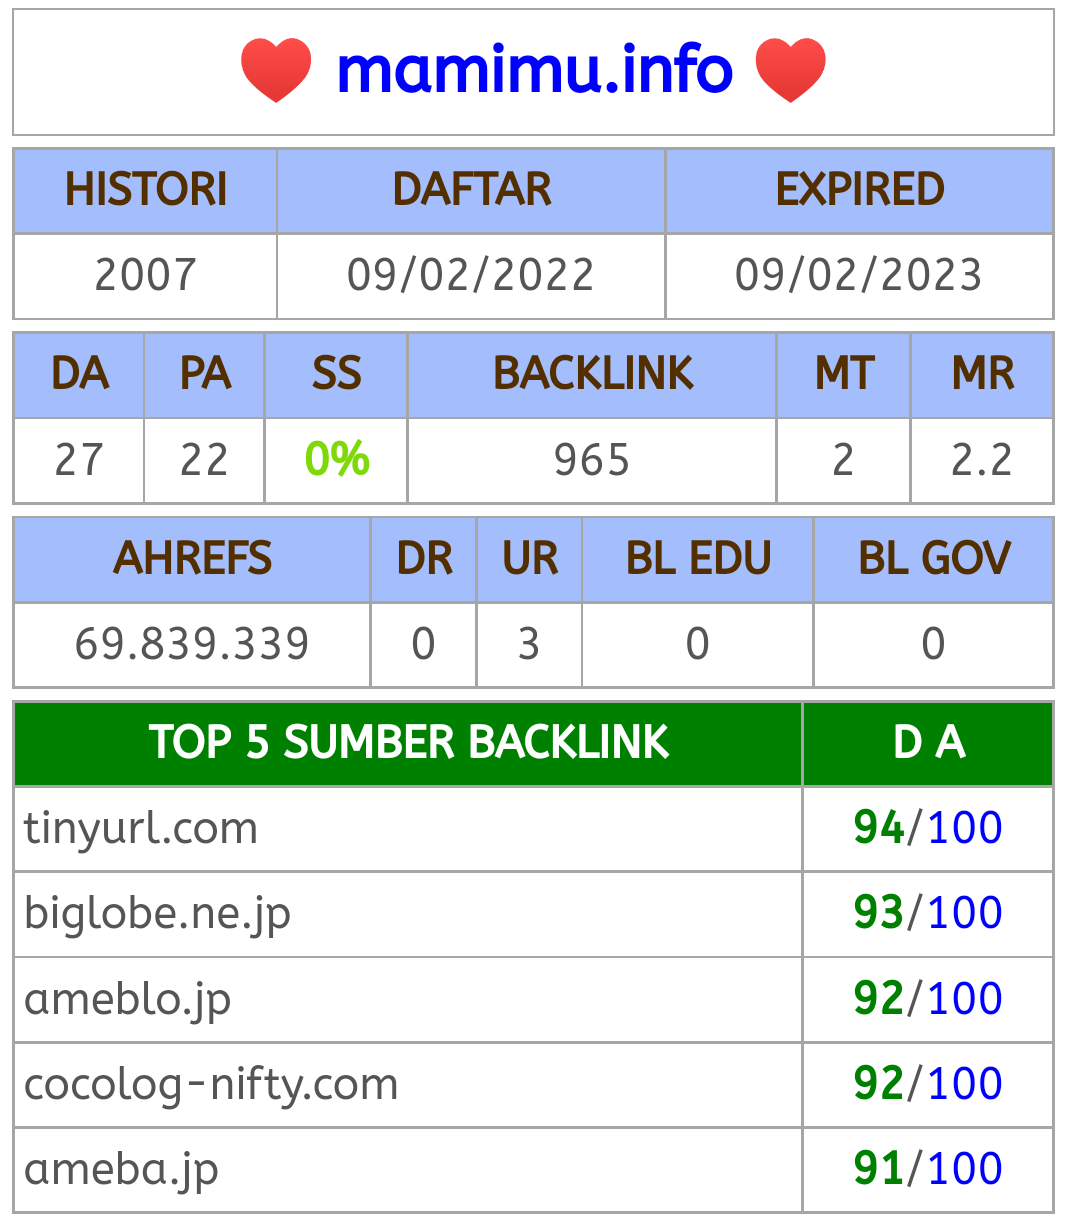 mamimu.info
HISTORI DAFTAR EXPIRED
2007 09/02/2022 09/02/2023
DA PA SS BACKLINK MT MR
27 22 0% 965 2 2.2
AHREFS DR UR BL EDU BL GOV
69.839.339 0 3 0 0
TOP 5 SUMBER BACKLINK D A
tinyurl.com 94/100
biglobe.ne.jp 93/100
ameblo.jp 92/100
cocolog-nifty.com 92/100
ameba.jp 91/100